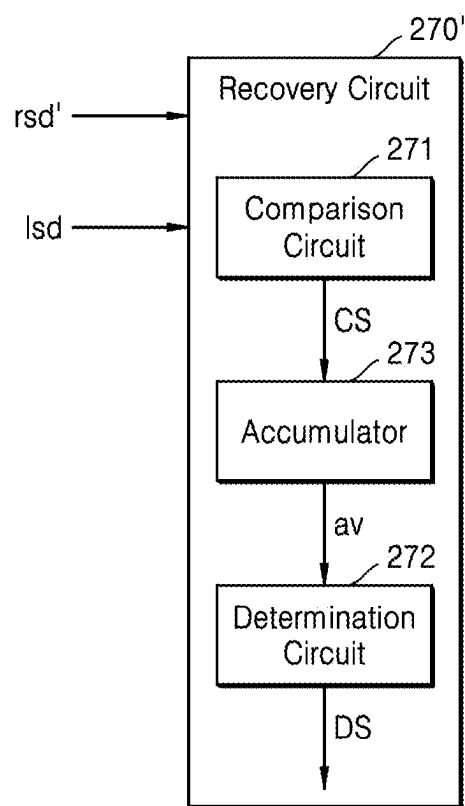 270'
Recovery Circuit
rsd'
271
lsd
Comparison
Circuit
CS
273
Accumulator
av
272
Determination
Circuit
DS